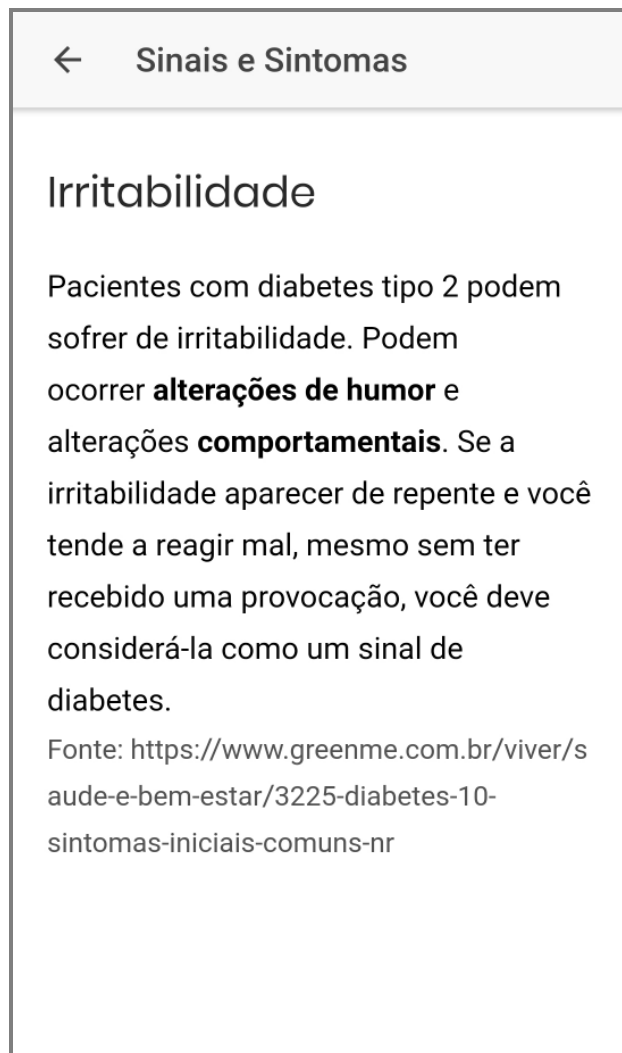 Sinais e Sintomas
Irritabilidade
Pacientes com diabetes tipo 2 podem
sofrer de irritabilidade. Podem
ocorrer alterações de humor e
alterações comportamentais. Se a
irritabilidade aparecer de repente e você
tende a reagir mal, mesmo sem ter
recebido uma provocação, você deve
considerá-la como um sinal de
diabetes.
Fonte: https://www.greenme.com.br/viver/s
aude-e-bem-estar/3225-diabetes-10-
sintomas-iniciais-comuns-nr